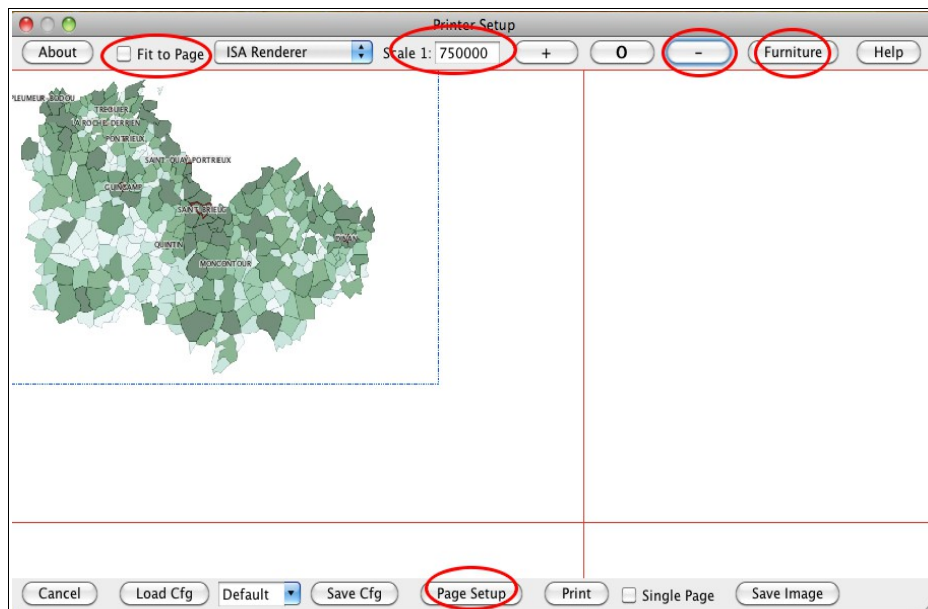 Printer Setup
About Fit to Page ISA Renderer Scale 1: 750000 + O - Furniture Help
PLEUMEUR-BODOU
TREGUIER
LA ROCHE-DERRIEN
PONTRIEUX
SAINT-QUAY-PORTRIEUX
GUINGAMP
SAINT-BRIEUC
DINAN
QUINTIN
MONCONTOUR
Cancel Load Cfg Default Save Cfg Page Setup Print Single Page Save Image